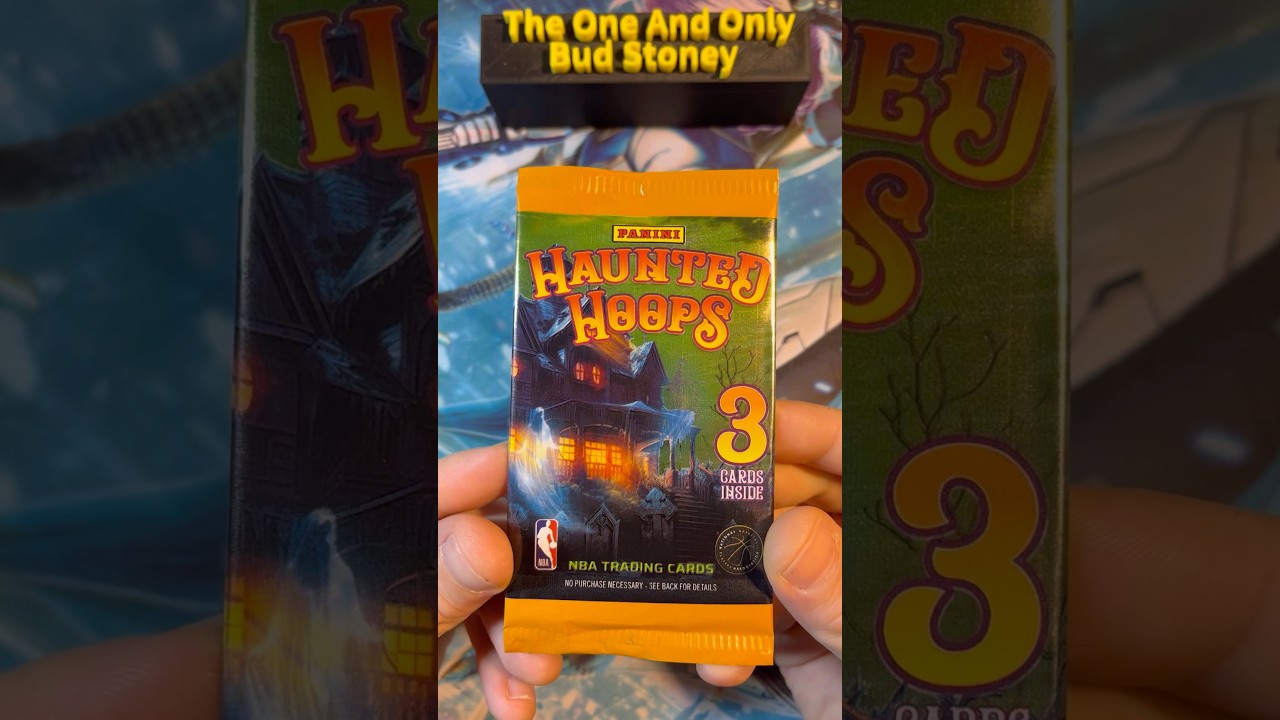 The One And Only
Bud Stoney
PANINI
HAUNTED
HOOPS
3
CARDS
INSIDE
NBA
NBA TRADING CARDS
NO PURCHASE NECESSARY - SEE BACK FOR DETAILS